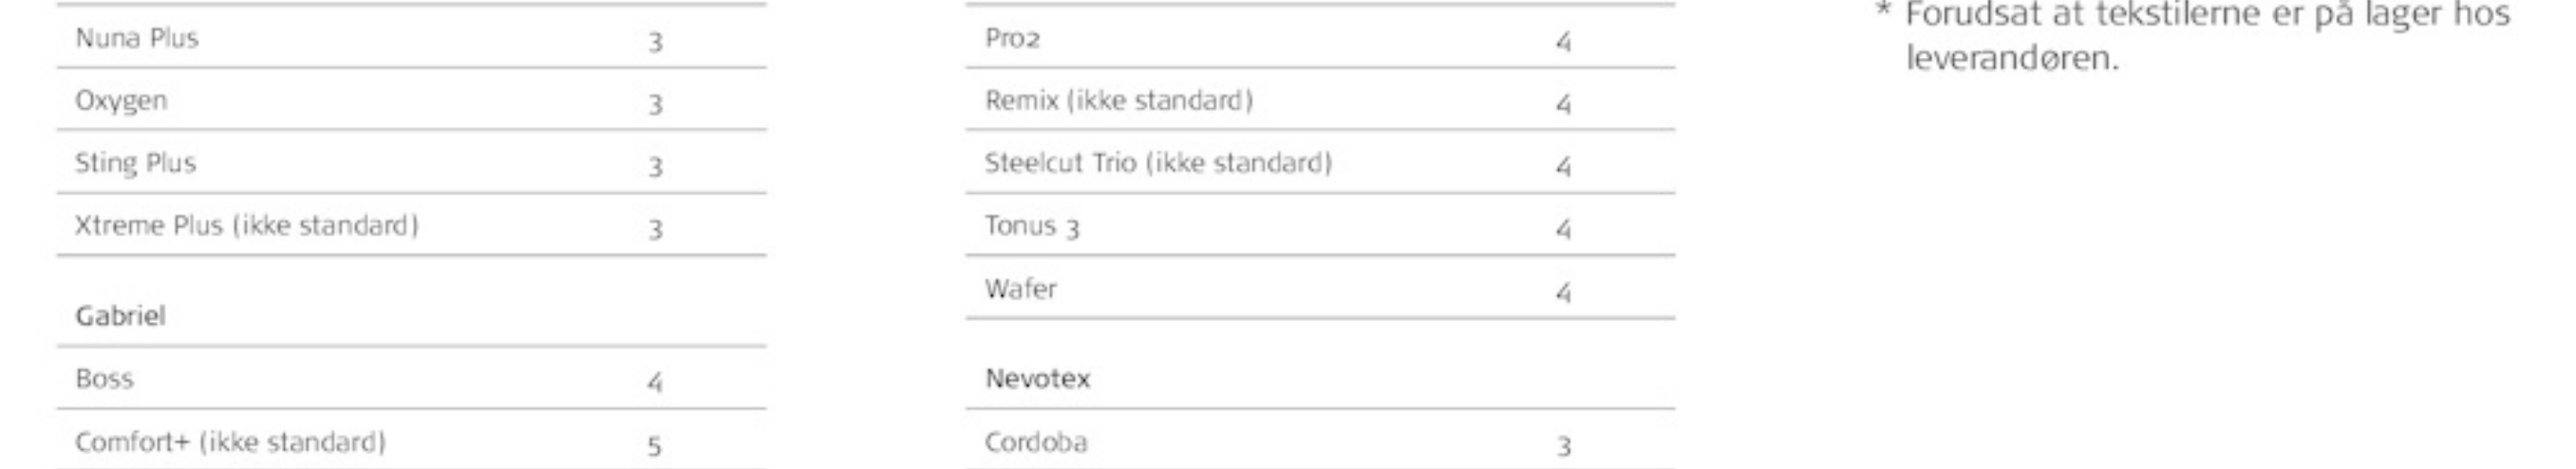 Nuna Plus 3
Oxygen 3
Sting Plus 3
Xtreme Plus (ikke standard) 3
Gabriel
Boss 4
Comfort+ (ikke standard) 5
Pro2 4
Remix (ikke standard) 4
Steelcut Trio (ikke standard) 4
Tonus 3 4
Wafer 4
Nevotex
Cordoba 3
* Forudsat at tekstilerne er på lager hos
leverandøren.